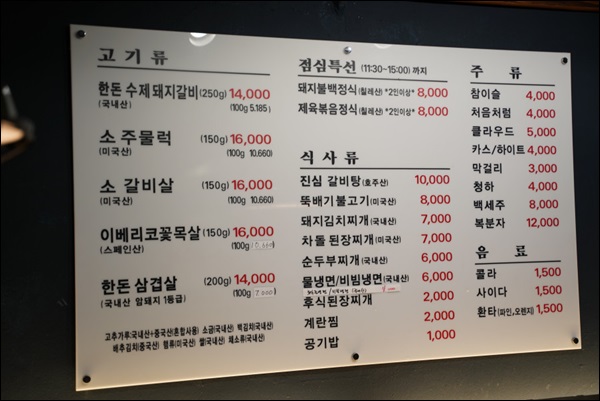 고기류
한돈 수제 돼지갈비(250g) 14,000
(국내산) (100g 5.185)
소 주물럭 (150g) 16,000
(미국산) (100g 10.660)
소 갈비살 (150g) 16,000
(미국산) (100g 10.660)
이베리코꽃목살(150g) 16,000
(스페인산) (100g 10.660)
한돈 삼겹살 (200g) 14,000
(국내산 암돼지 1등급) (100g 7.000)
고추가루:국내산+중국산(혼합사용) 소금(국내산) 백김치(국내산)
배추김치(중국산) 쌀(국내산) 채소류(국내산)
점심특선 (11:30~15:00) 까지
돼지불백정식(칠레산) *2인이상* 8,000
제육볶음정식(칠레산) *2인이상* 8,000
식사류
진심 갈비탕(호주산) 10,000
뚝배기불고기(미국산) 8,000
돼지김치찌개(국내산) 7,000
차돌된장찌개(미국산) 7,000
순두부찌개(국내산) 6,000
물냉면/비빔냉면(국내산) 6,000
후식된장찌개 2,000
계란찜 2,000
공기밥 1,000
주류
참이슬 4,000
처음처럼 4,000
클라우드 5,000
카스/하이트 4,000
막걸리 3,000
청하 4,000
백세주 8,000
복분자 12,000
음료
콜라 1,500
사이다 1,500
환타(파인,오렌지) 1,500